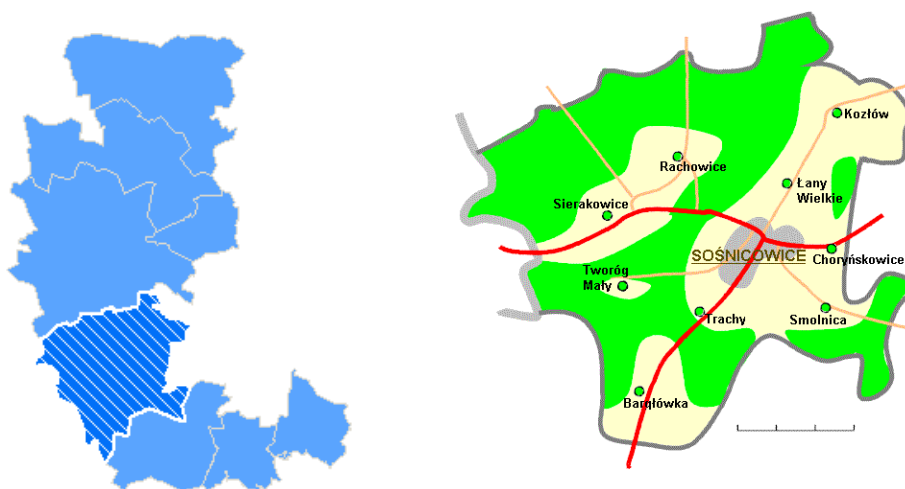 Kozłów
Rachowice
Łany
Wielkie
Sierakowice
SOŚNICOWICE
Choryńskowice
Tworóg
Mały
Trachy
Smolnica
Bargłówka